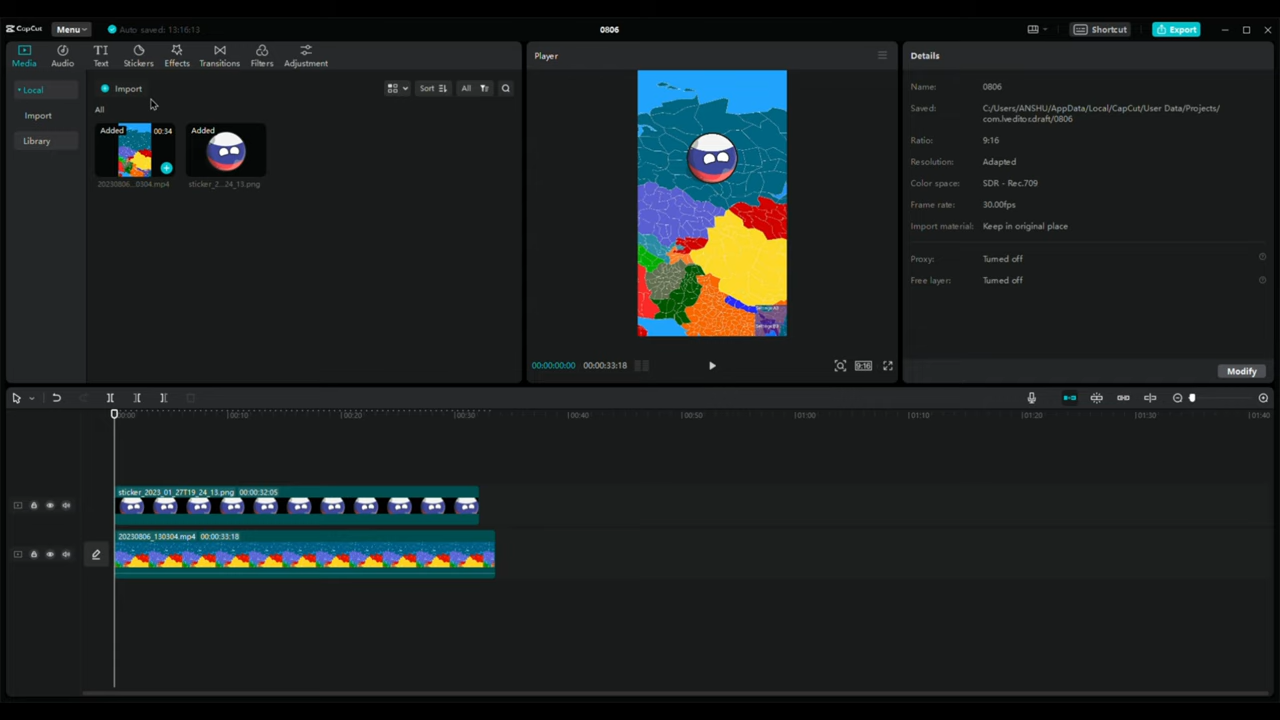 CapCut Menu Auto saved: 13:16:13 0806 Shortcut Export
Media Audio Text Stickers Effects Transitions Filters Adjustment
Player
Details
Local
Import
Library
Import Sort All
All
Added 00:34
Added
20230806...0304.mp4
sticker_2...24_13.png
Name: 0806
Saved: C:/Users/ANSHU/AppData/Local/CapCut/User Data/Projects/
com.lveditor.draft/0806
Ratio: 9:16
Resolution: Adapted
Color space: SDR - Rec.709
Frame rate: 30.00fps
Import material: Keep in original place
Proxy: Turned off
Free layer: Turned off
Modify
00:00:00:00 00:00:33:18 9:16
00:00 00:10 00:20 00:30 00:40 00:50 01:00 01:10 01:20 01:30 01:40
sticker_2023_01_27T19_24_13.png 00:00:32:05
20230806_130304.mp4 00:00:33:18